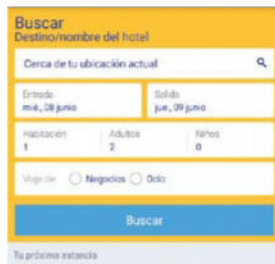 Buscar
Destino/nombre del hotel
Cerca de tu ubicación actual
Entrada Salida
mié., 08 junio jue., 09 junio
Habitación Adultos Niños
1 2 0
Viaje de: Negocios Ocio
Buscar
Tu próxima estancia